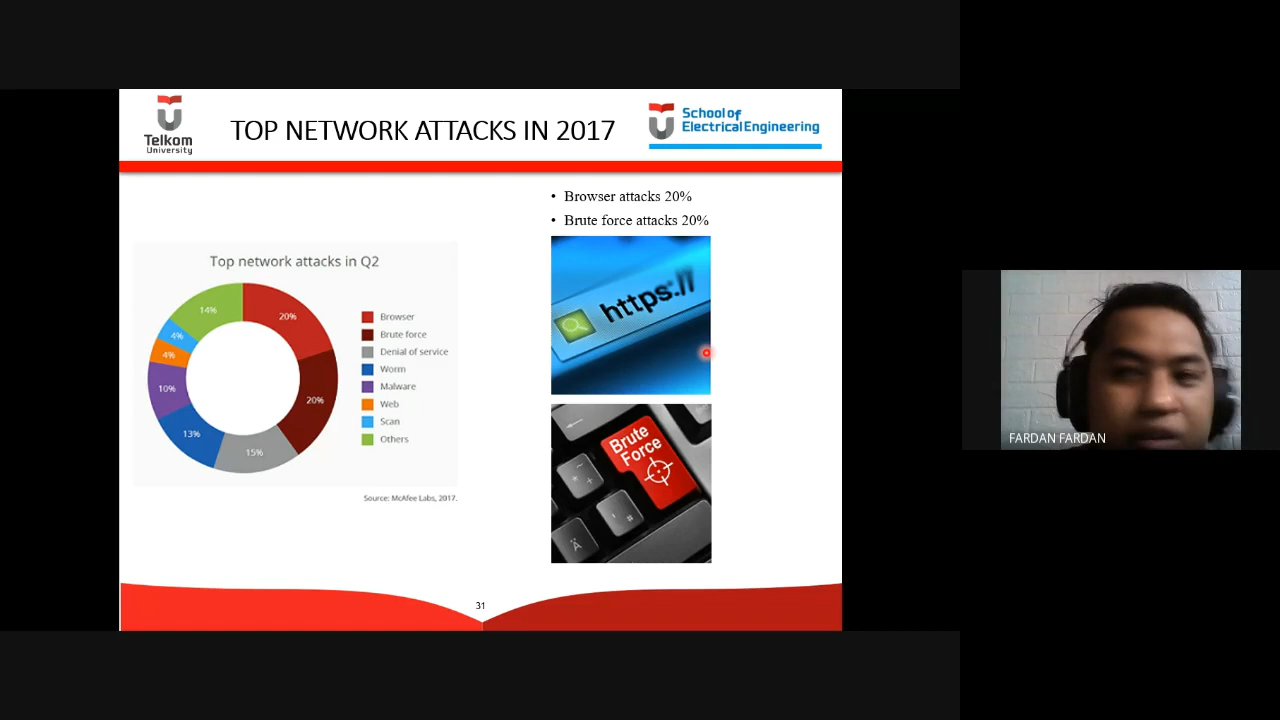 Telkom
University
TOP NETWORK ATTACKS IN 2017
School of
Electrical Engineering
• Browser attacks 20%
• Brute force attacks 20%
Top network attacks in Q2
14%
20%
4%
4%
10%
20%
13%
15%
Browser
Brute force
Denial of service
Worm
Malware
Web
Scan
Others
Source: McAfee Labs, 2017.
https://
Brute
Force
31
FARDAN FARDAN